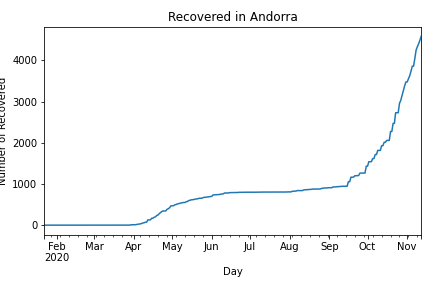 Recovered in Andorra
Number of Recovered
4000
3000
2000
1000
0
Feb Mar Apr May Jun Jul Aug Sep Oct Nov
2020
Day